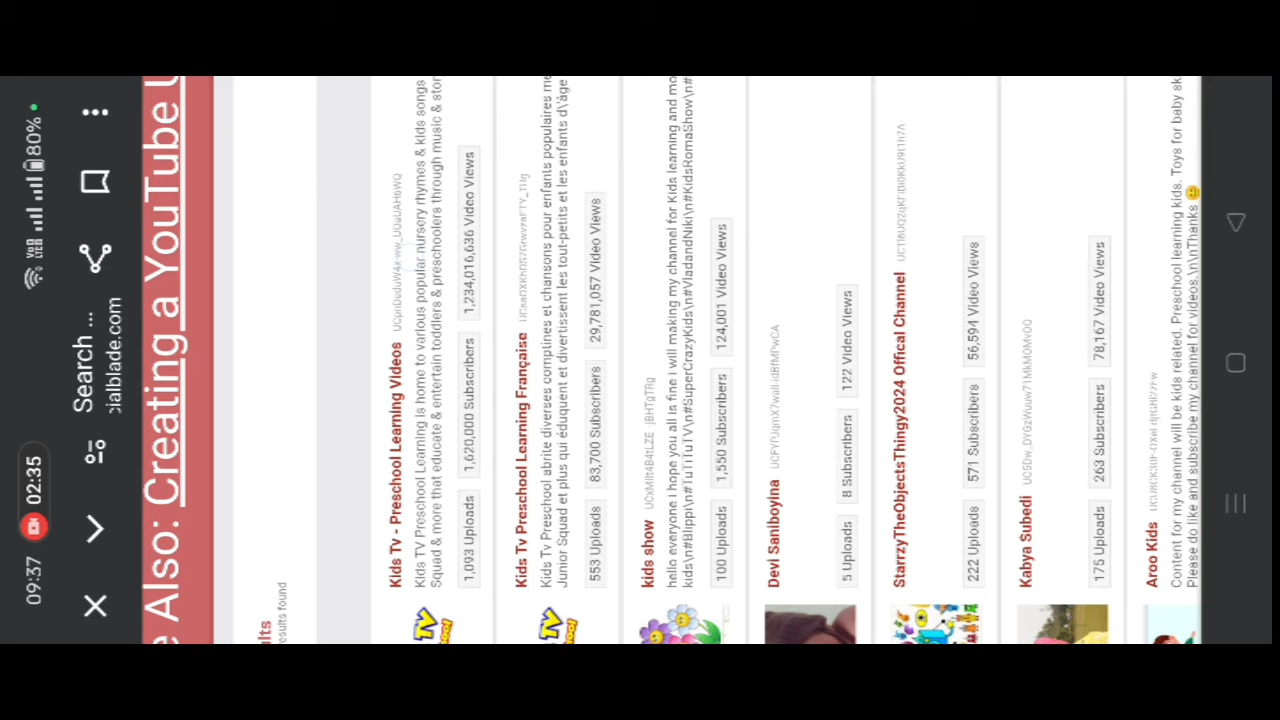 09:37 02:35 80%
Search ...
cialblade.com
e Also: Creating a YouTube
lts
esults found
Kids Tv - Preschool Learning Videos
Kids TV Preschool Learning is home to various popular nursery rhymes & kids songs
Squad & more that educate & entertain toddlers & preschoolers through music & stor
1,093 Uploads 1,620,000 Subscribers 1,234,016,636 Video Views
Kids Tv Preschool Learning Française
Kids Tv Preschool abrite diverses comptines et chansons pour enfants populaires me
Junior Squad et plus qui éduquent et divertissent les tout-petits et les enfants d\'âge
553 Uploads 83,700 Subscribers 29,781,057 Video Views
kids show
hello everyone i hope you all is fine i will making my channel for Kids learning and mo
kids\n#Blippi\n#TuTiTuTV\n#SuperCrazyKids\n#VladandNiki\n#KidsRomaShow\n#
100 Uploads 1,550 Subscribers 124,001 Video Views
Devi Saniboyina
5 Uploads 8 Subscribers 122 Video Views
StarrzyTheObjectsThingy2024 Offical Channel
222 Uploads 571 Subscribers 56,594 Video Views
Kabya Subedi
175 Uploads 263 Subscribers 78,167 Video Views
Aroo Kids
Content for my channel will be kids related. Preschool learning kids. Toys for baby sk
Please do like and subscribe my channel for videos.\n\nThanks 😊